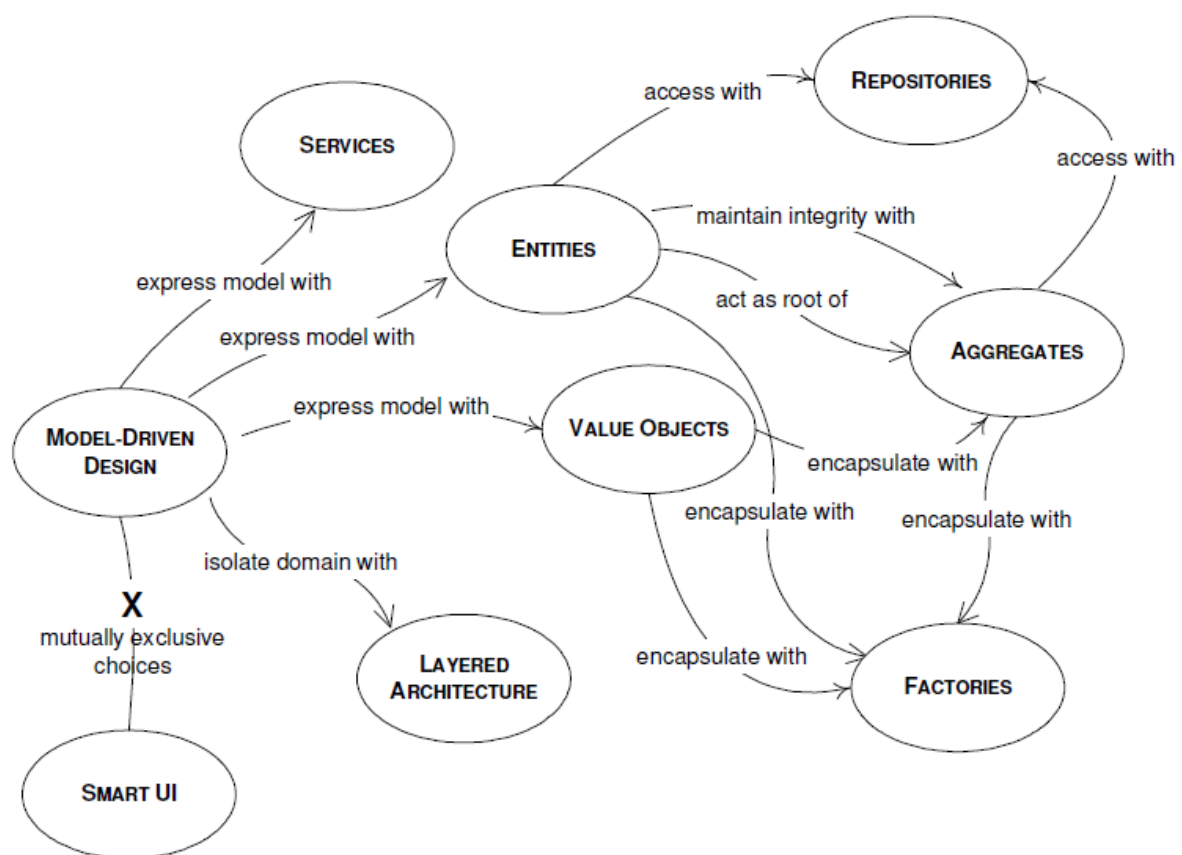 REPOSITORIES
access with
SERVICES
access with
maintain integrity with
ENTITIES
express model with
act as root of
express model with
AGGREGATES
express model with
VALUE OBJECTS
MODEL-DRIVEN
DESIGN
encapsulate with
encapsulate with
encapsulate with
isolate domain with
X
mutually exclusive
choices
encapsulate with
LAYERED
ARCHITECTURE
FACTORIES
SMART UI